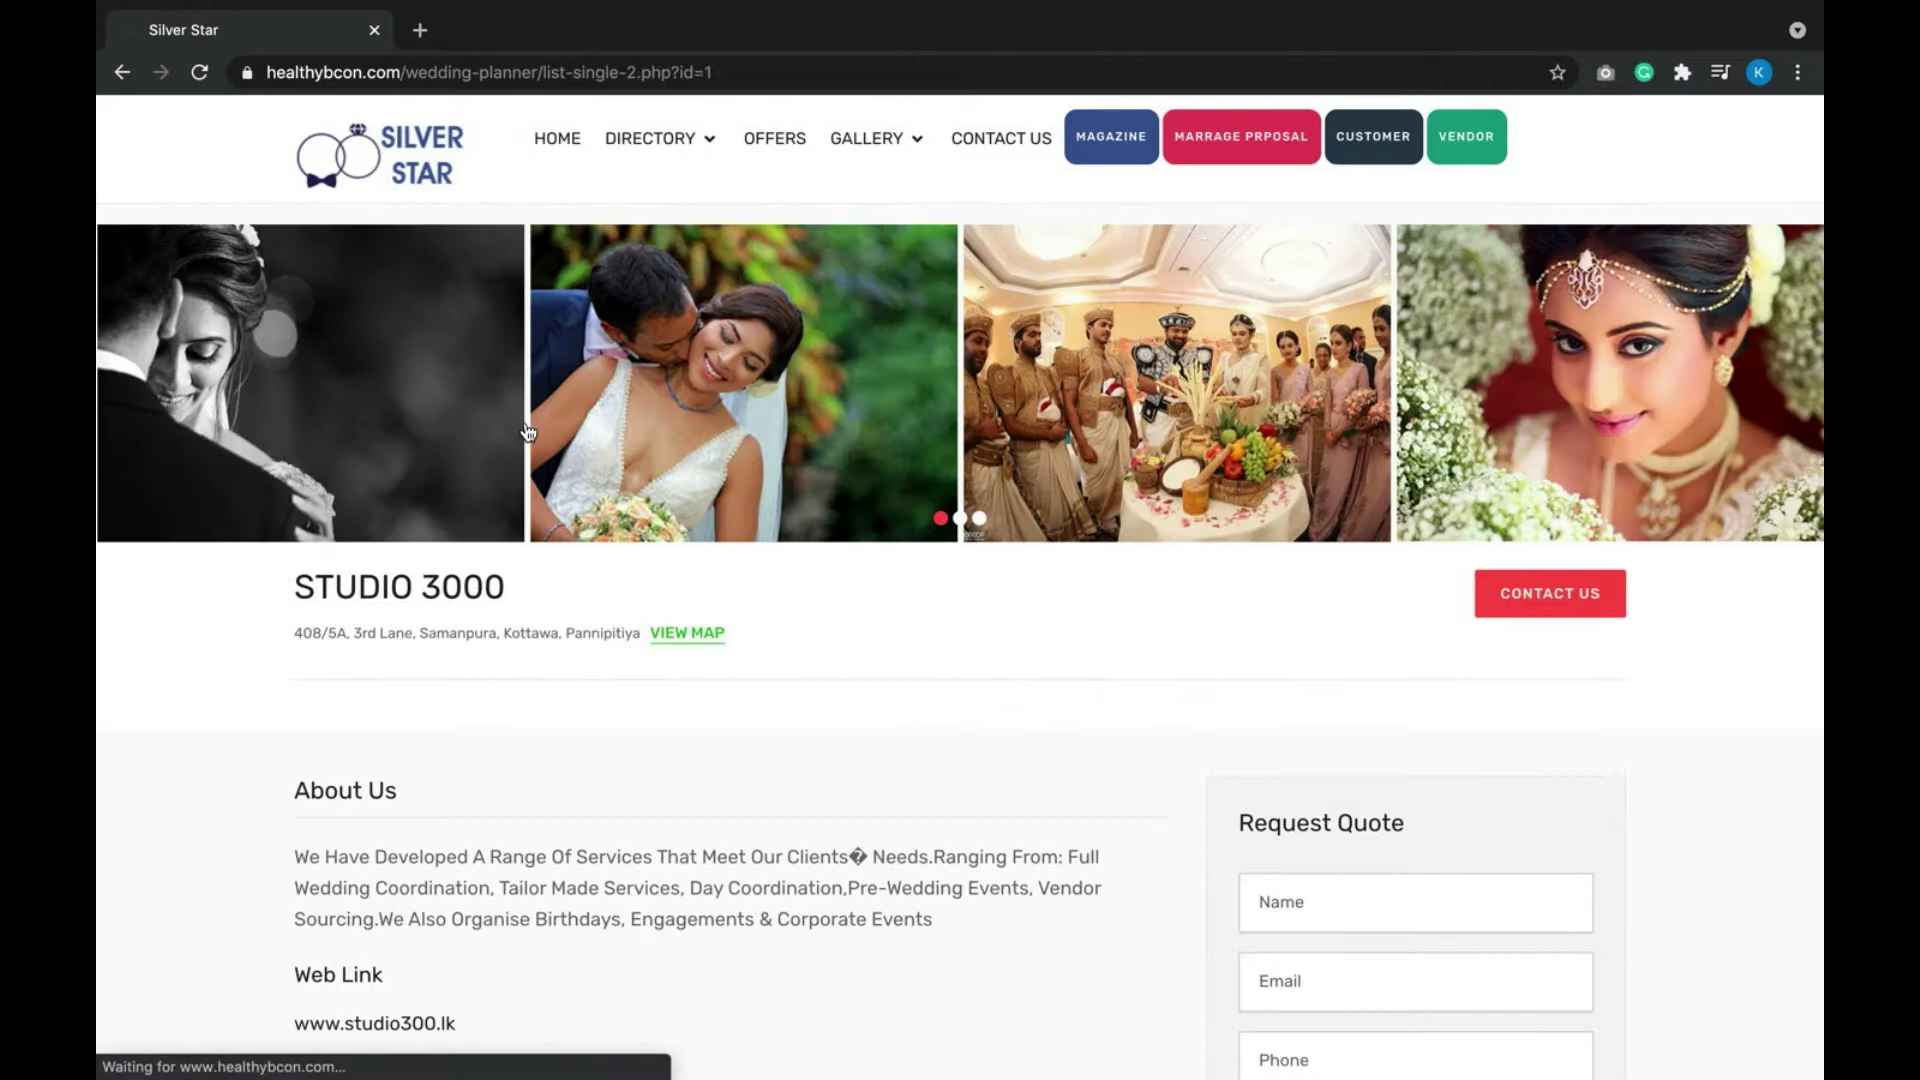 Silver Star
healthybcon.com/wedding-planner/list-single-2.php?id=1
K
SILVER
STAR
HOME
DIRECTORY
OFFERS
GALLERY
CONTACT US
MAGAZINE
MARRAGE PRPOSAL
CUSTOMER
VENDOR
STUDIO 3000
CONTACT US
408/5A, 3rd Lane, Samanpura, Kottawa, Pannipitiya VIEW MAP
About Us
We Have Developed A Range Of Services That Meet Our Clients� Needs.Ranging From: Full
Wedding Coordination, Tailor Made Services, Day Coordination,Pre-Wedding Events, Vendor
Sourcing.We Also Organise Birthdays, Engagements & Corporate Events
Web Link
www.studio300.lk
Request Quote
Name
Email
Phone
Waiting for www.healthybcon.com...